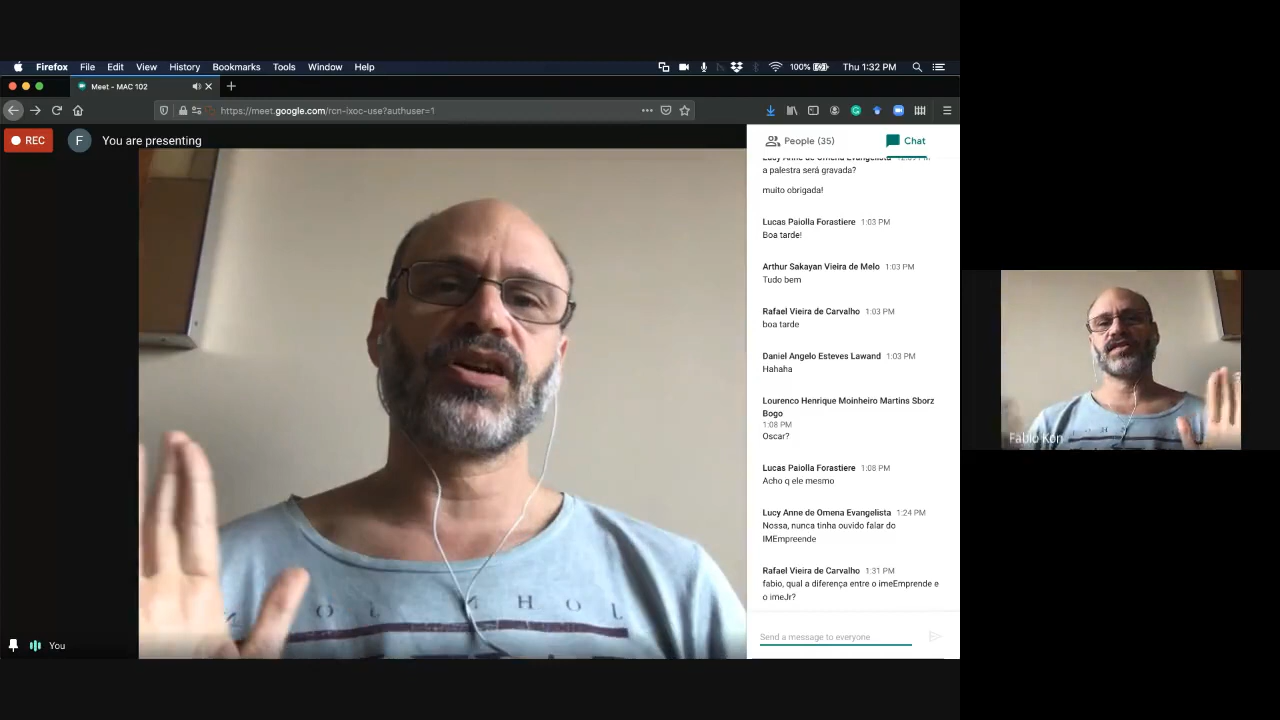 Firefox File Edit View History Bookmarks Tools Window Help 100% Thu 1:32 PM
Meet - MAC 102
https://meet.google.com/rcn-ixoc-use?authuser=1
REC
F You are presenting
People (35) Chat
a palestra será gravada?
muito obrigada!
Lucas Paiolla Forastiere 1:03 PM
Boa tarde!
Arthur Sakayan Vieira de Melo 1:03 PM
Tudo bem
Rafael Vieira de Carvalho 1:03 PM
boa tarde
Daniel Angelo Esteves Lawand 1:03 PM
Hahaha
Lourenco Henrique Moinheiro Martins Sborz
Bogo
1:08 PM
Oscar?
Lucas Paiolla Forastiere 1:08 PM
Acho q ele mesmo
Lucy Anne de Omena Evangelista 1:24 PM
Nossa, nunca tinha ouvido falar do
IMEmpreende
Rafael Vieira de Carvalho 1:31 PM
fabio, qual a diferença entre o imeEmprende e
o imeJr?
Send a message to everyone
You
Fabio Kon